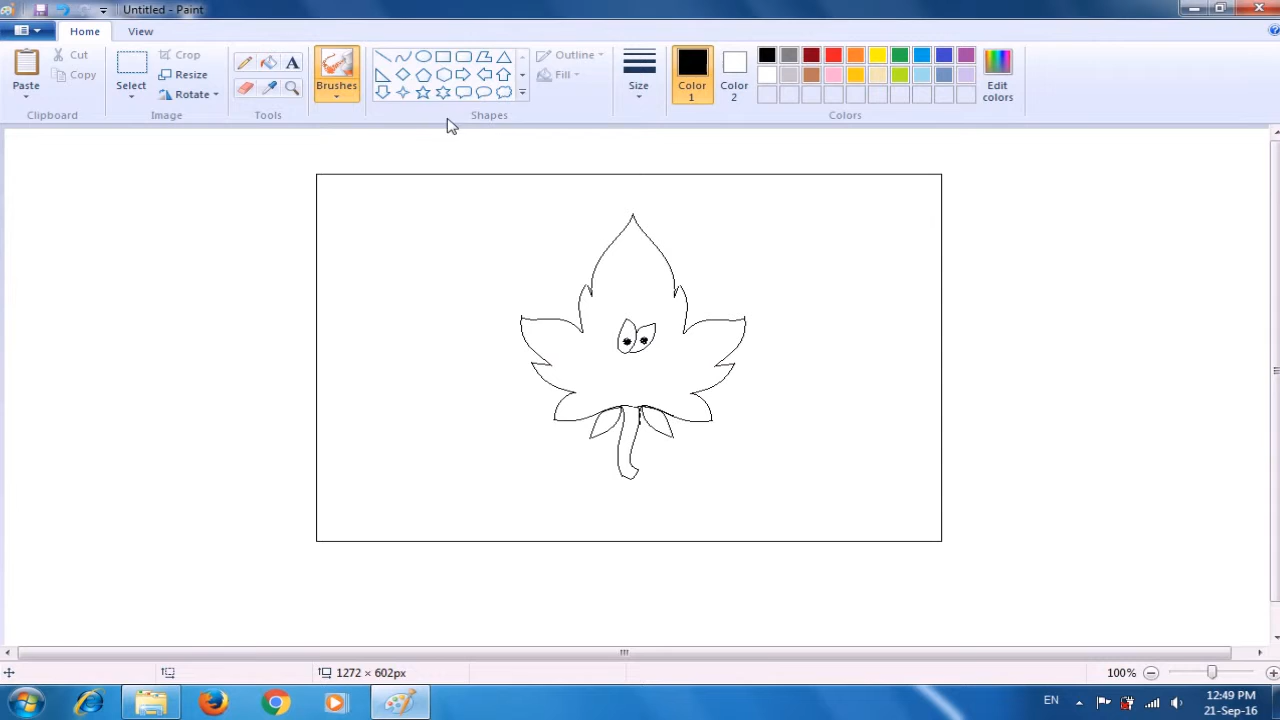 Untitled - Paint
Home
View
Paste
Cut
Copy
Clipboard
Select
Crop
Resize
Rotate
Image
A
Tools
Brushes
Outline
Fill
Shapes
Size
Color
1
Color
2
Edit
colors
Colors
1272 × 602px
100%
EN
12:49 PM
21-Sep-16